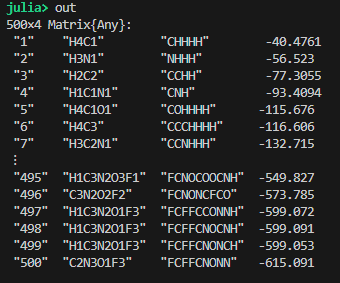 julia> out
500x4 Matrix{Any}:
"1" "H4C1" "CHHHH" -40.4761
"2" "H3N1" "NHHH" -56.523
"3" "H2C2" "CCHH" -77.3055
"4" "H1C1N1" "CNH" -93.4094
"5" "H4C1O1" "COHHHH" -115.676
"6" "H4C3" "CCCHHHH" -116.606
"7" "H3C2N1" "CCNHHH" -132.715
⋮
"495" "H1C3N2O3F1" "FCNOCOOCNH" -549.827
"496" "C3N2O2F2" "FCNONCFCO" -573.785
"497" "H1C3N2O1F3" "FCFFCCONNH" -599.072
"498" "H1C3N2O1F3" "FCFFCNOCNH" -599.091
"499" "H1C3N2O1F3" "FCFFCNONCH" -599.053
"500" "C2N3O1F3" "FCFFCNONN" -615.091